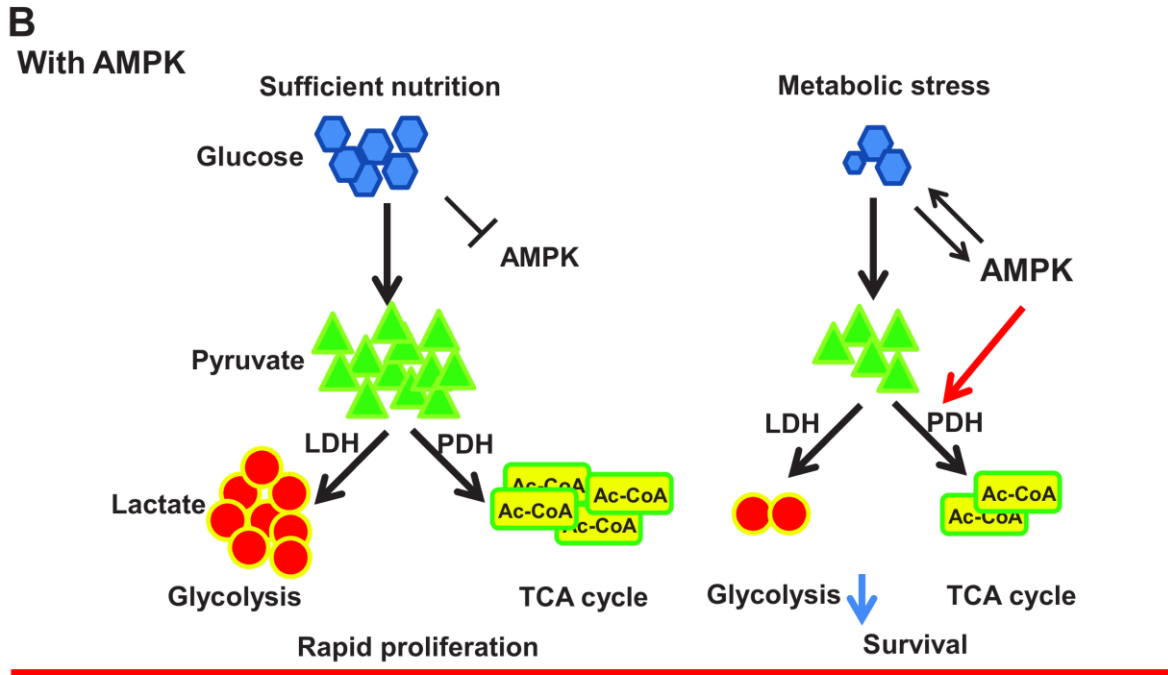 B
With AMPK
Sufficient nutrition
Glucose
AMPK
Pyruvate
LDH
PDH
Lactate
Ac-CoA
Ac-CoA
Ac-CoA
Ac-CoA
Glycolysis
TCA cycle
Rapid proliferation
Metabolic stress
AMPK
LDH
PDH
Ac-CoA
Ac-CoA
Glycolysis
TCA cycle
Survival